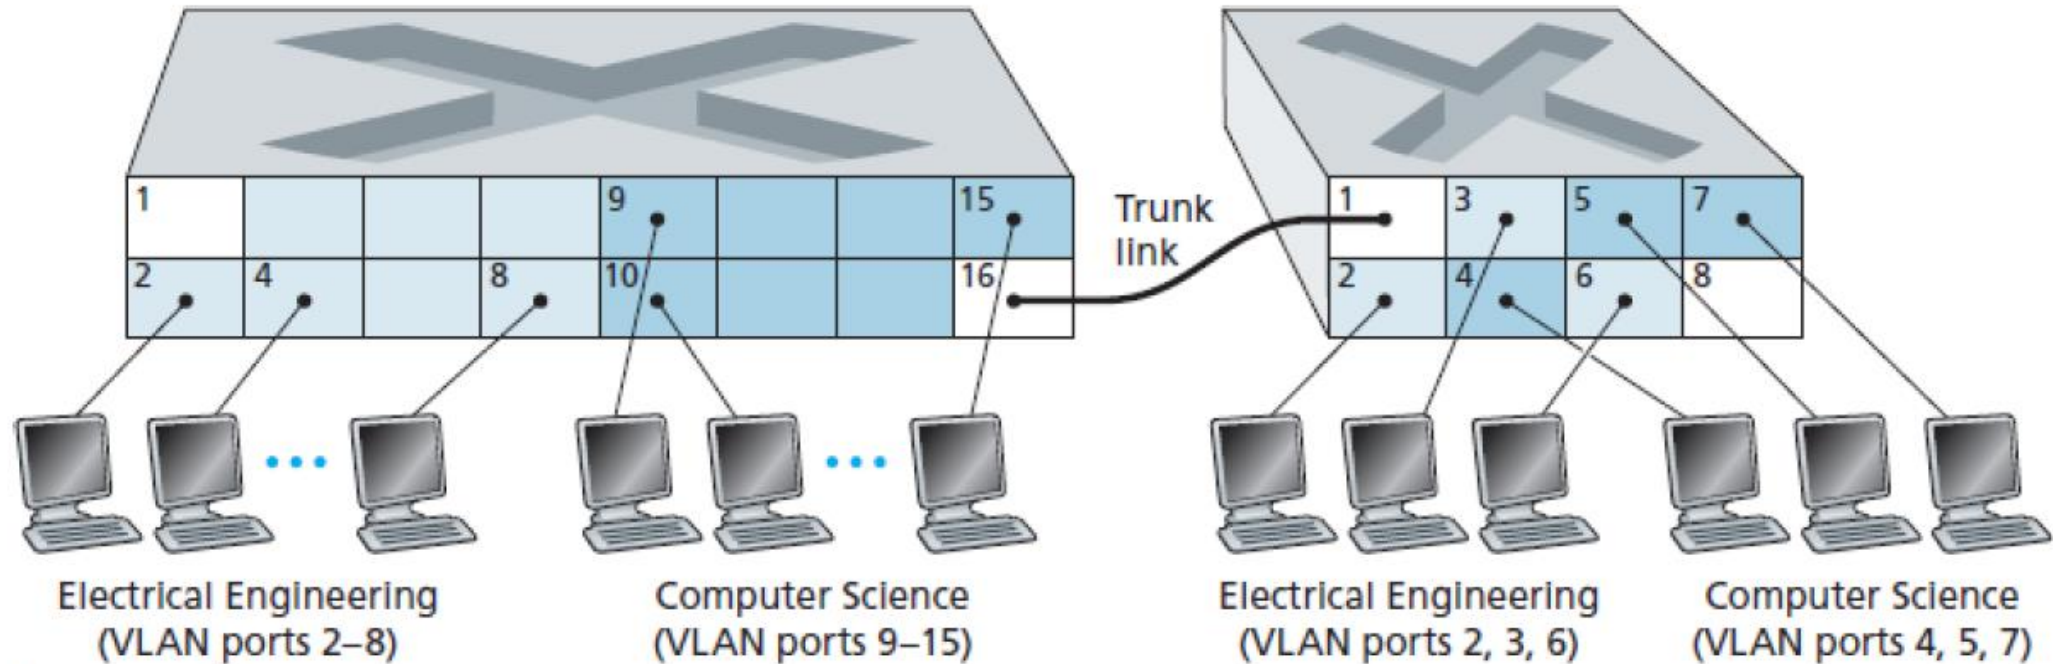 1
9
15
2
4
8
10
16
Trunk
link
1
3
5
7
2
4
6
8
Electrical Engineering
(VLAN ports 2–8)
Computer Science
(VLAN ports 9–15)
Electrical Engineering
(VLAN ports 2, 3, 6)
Computer Science
(VLAN ports 4, 5, 7)